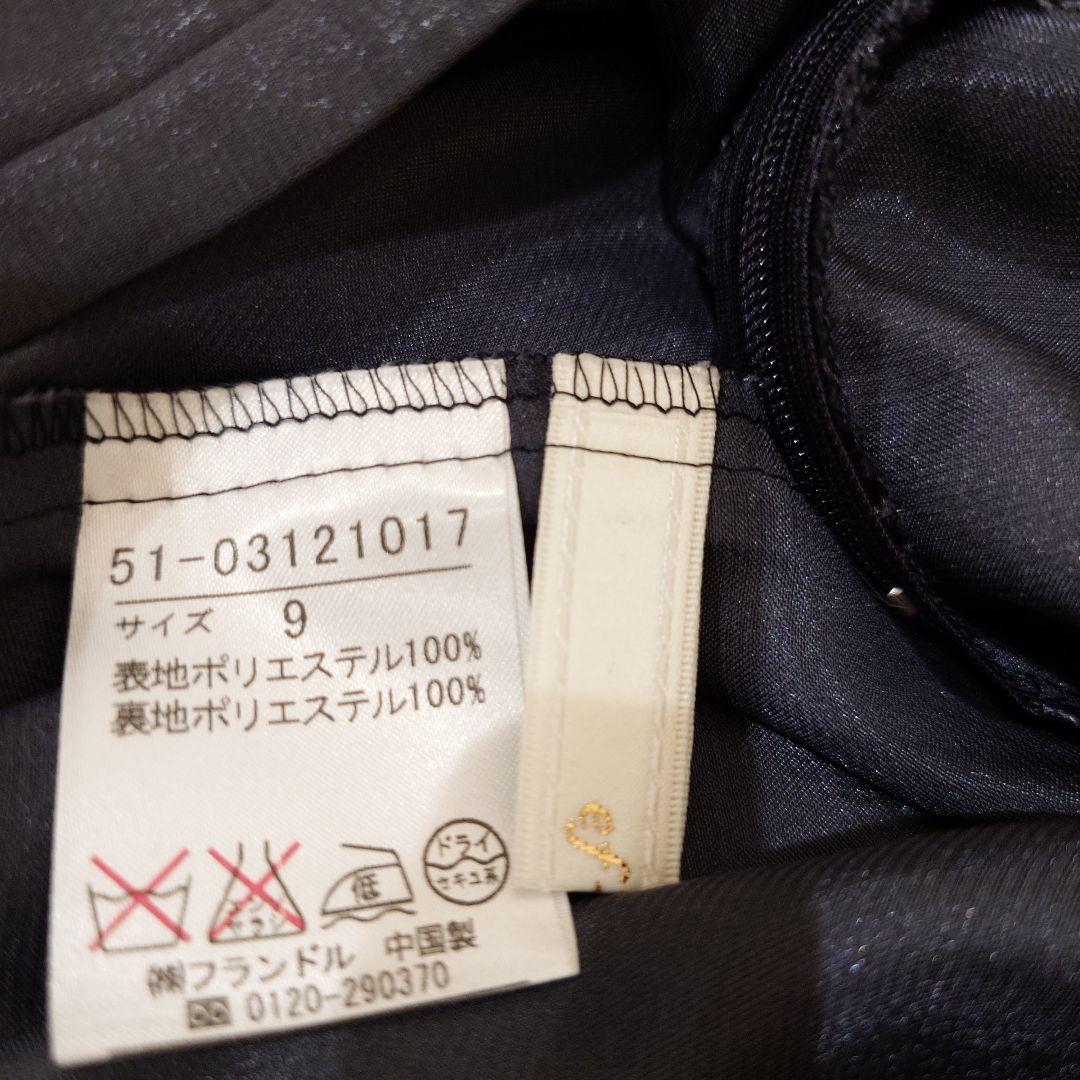 51-03121017
サイズ 9
表地ポリエステル100%
裏地ポリエステル100%
低
ドライ
セキユ系
㈱フランドル 中国製
0120-290370